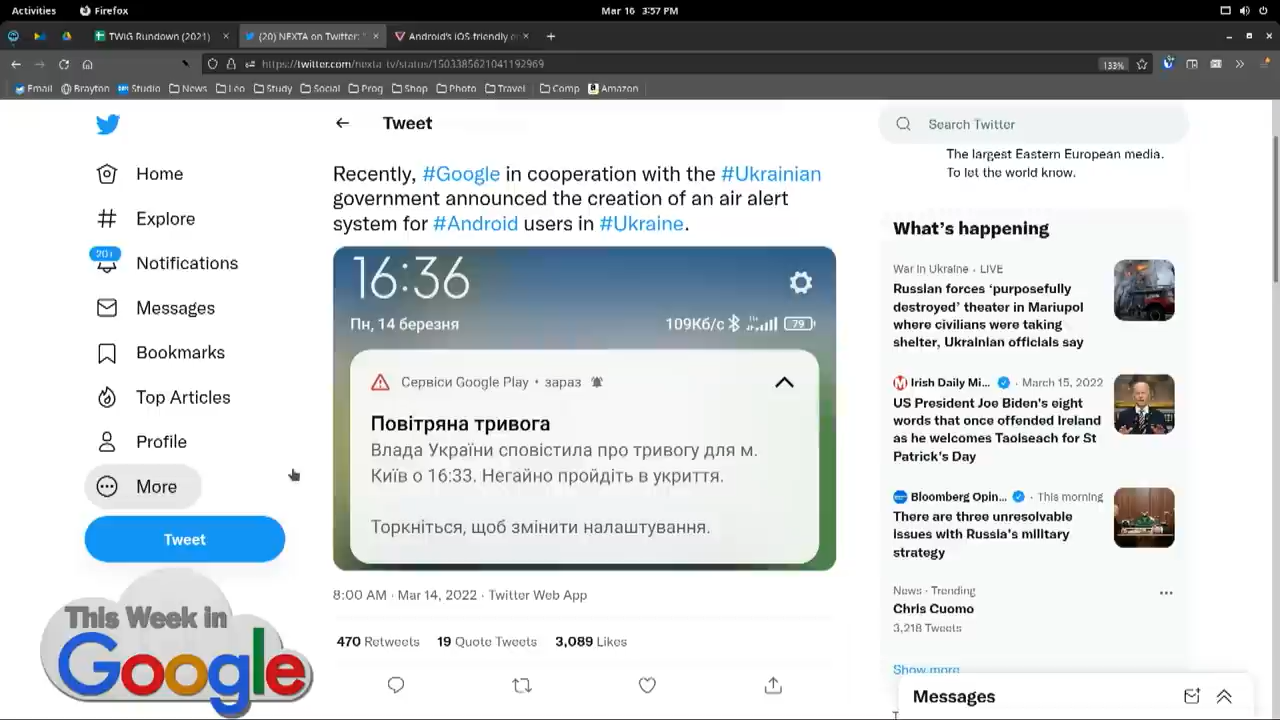 Activities Firefox Mar 16 3:57 PM
TWiG Rundown (2021) (20) NEXTA on Twitter: " Android's iOS-friendly
https://twitter.com/nexta_tv/status/1503385621041192969 133%
Email Brayton Studio News Leo Study Social Prog Shop Photo Travel Comp Amazon
Home
Explore
20+
Notifications
Messages
Bookmarks
Top Articles
Profile
More
Tweet
This Week in
Google
Tweet
Recently, #Google in cooperation with the #Ukrainian
government announced the creation of an air alert
system for #Android users in #Ukraine.
16:36
Пн, 14 березня 109Кб/с 79
Сервіси Google Play • зараз
Повітряна тривога
Влада України сповістила про тривогу для м.
Київ о 16:33. Негайно пройдіть в укриття.
Торкніться, щоб змінити налаштування.
8:00 AM · Mar 14, 2022 · Twitter Web App
470 Retweets 19 Quote Tweets 3,089 Likes
Search Twitter
The largest Eastern European media.
To let the world know.
What's happening
War in Ukraine · LIVE
Russian forces ‘purposefully
destroyed’ theater in Mariupol
where civilians were taking
shelter, Ukrainian officials say
Irish Daily Mi... · March 15, 2022
US President Joe Biden's eight
words that once offended Ireland
as he welcomes Taolseach for St
Patrick's Day
Bloomberg Opin... · This morning
There are three unresolvable
issues with Russia's military
strategy
News · Trending
Chris Cuomo
3,218 Tweets
Show more
Messages